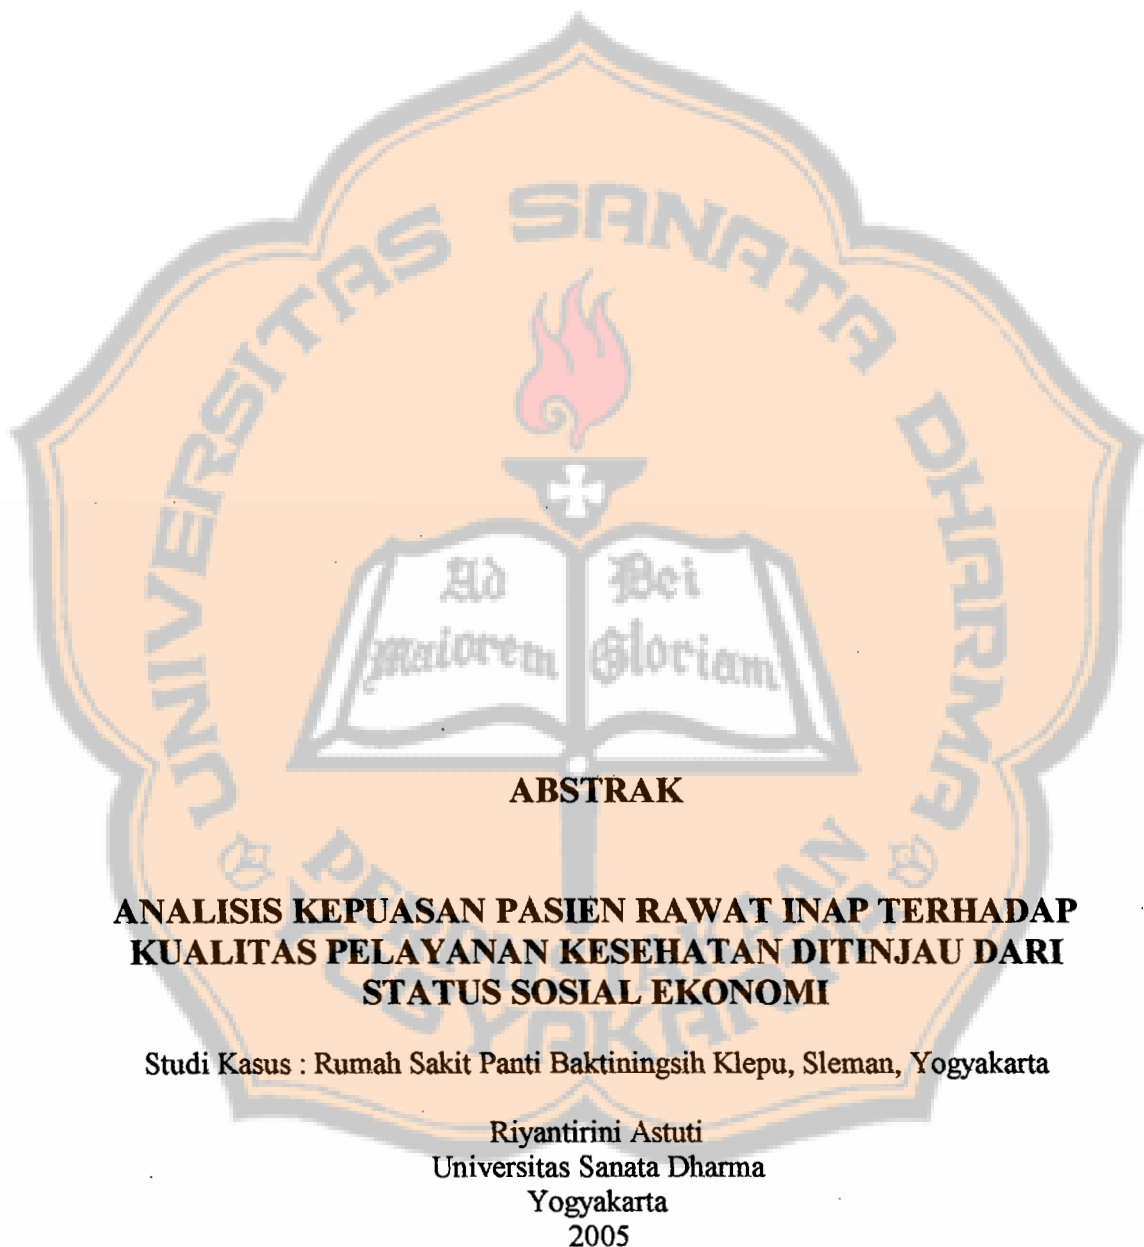 UNIVERSITAS SANATA DHARMA
Ad Dei
Maiorem Gloriam
ABSTRAK
PERPUSTAKAAN
YOGYAKARTA
ANALISIS KEPUASAN PASIEN RAWAT INAP TERHADAP
KUALITAS PELAYANAN KESEHATAN DITINJAU DARI
STATUS SOSIAL EKONOMI
Studi Kasus : Rumah Sakit Panti Baktiningsih Klepu, Sleman, Yogyakarta
Riyantirini Astuti
Universitas Sanata Dharma
Yogyakarta
2005